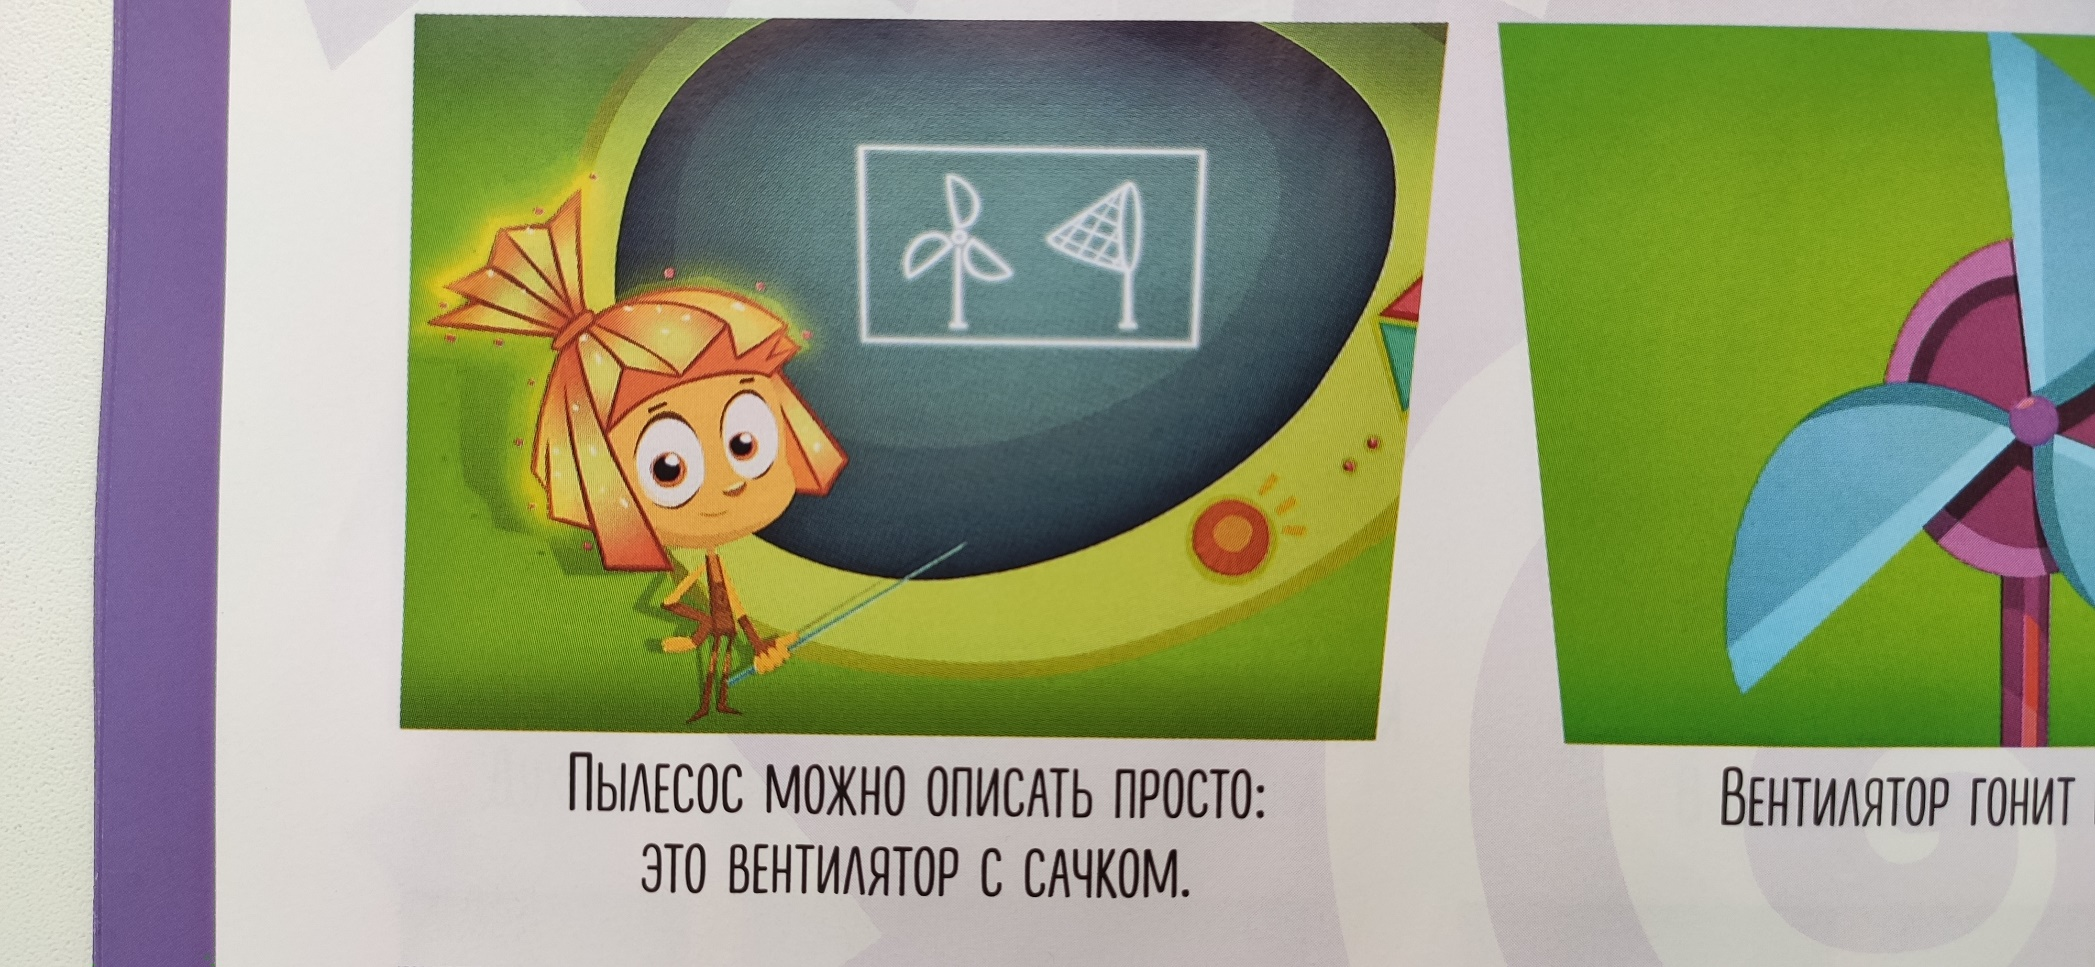 Пылесос можно описать просто:
это вентилятор с сачком.
Вентилятор гонит